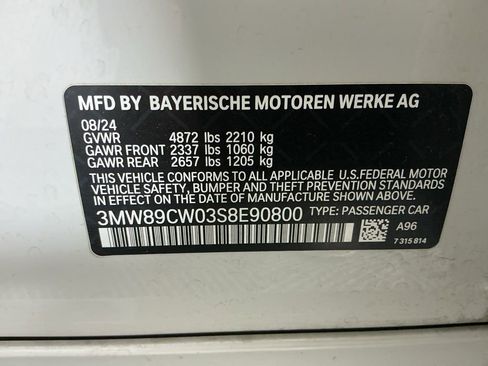 MFD BY BAYERISCHE MOTOREN WERKE AG
08/24
GVWR 4872 lbs 2210 kg
GAWR FRONT 2337 lbs 1060 kg
GAWR REAR 2657 lbs 1205 kg
THIS VEHICLE CONFORMS TO ALL APPLICABLE U.S.FEDERAL MOTOR
VEHICLE SAFETY, BUMPER AND THEFT PREVENTION STANDARDS
IN EFFECT ON THE DATE OF MANUFACTURE SHOWN ABOVE.
3MW89CW03S8E90800 TYPE: PASSENGER CAR
A96
7 315 814